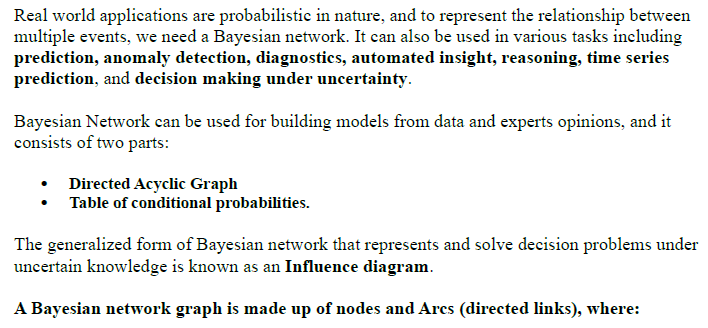 Real world applications are probabilistic in nature, and to represent the relationship between
multiple events, we need a Bayesian network. It can also be used in various tasks including
prediction, anomaly detection, diagnostics, automated insight, reasoning, time series
prediction, and decision making under uncertainty.
Bayesian Network can be used for building models from data and experts opinions, and it
consists of two parts:
• Directed Acyclic Graph
• Table of conditional probabilities.
The generalized form of Bayesian network that represents and solve decision problems under
uncertain knowledge is known as an Influence diagram.
A Bayesian network graph is made up of nodes and Arcs (directed links), where: